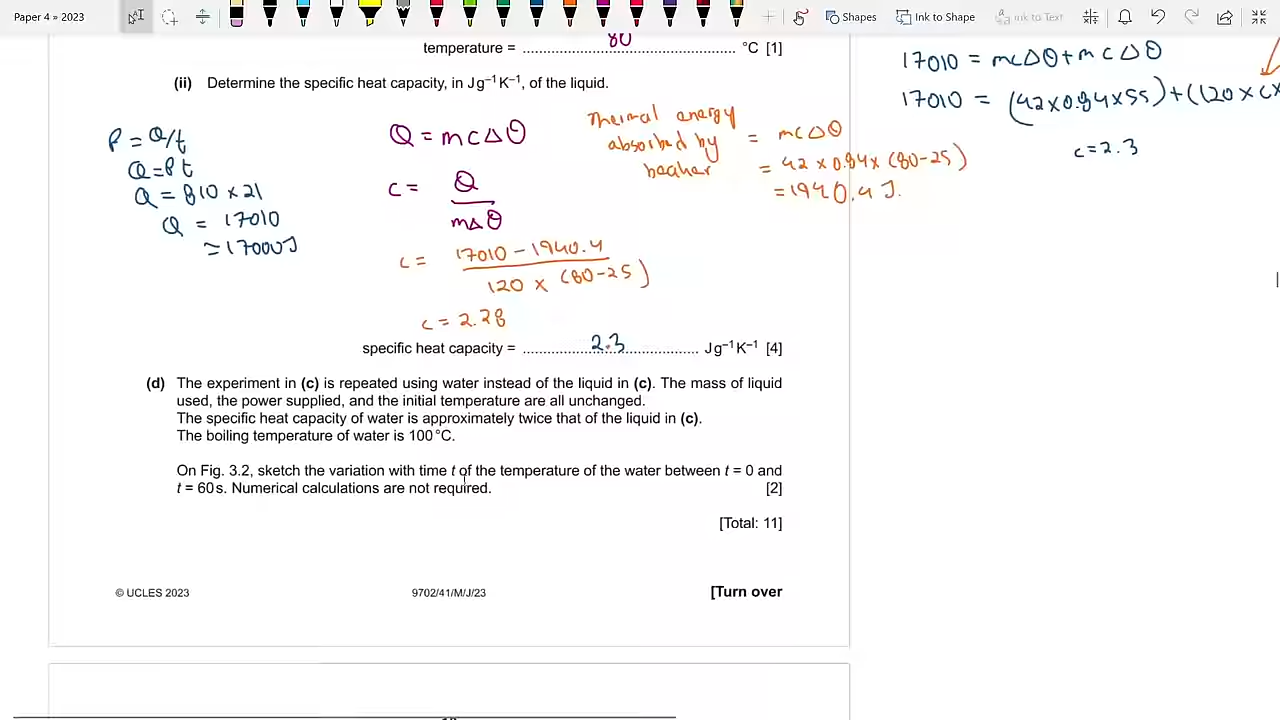 Paper 4 » 2023
Shapes
Ink to Shape
Ink to Text
temperature = .................... 80 .................... °C [1]
17010 = mcΔθ + mcΔθ
(ii) Determine the specific heat capacity, in J g⁻¹ K⁻¹, of the liquid.
17010 = (42 x 0.84 x 55) + (120 x c x
P = Q/t
Q = Pt
Q = 810 x 21
Q = 17010
≈ 17000J
Q = mcΔθ
c = Q / mΔθ
c = 17010 - 1940.4 / 120 x (80-25)
c = 2.28
Thermal energy absorbed by beaker = mcΔθ
= 42 x 0.84 x (80-25)
= 1940.4 J.
c = 2.3
specific heat capacity = .................... 2.3 .................... J g⁻¹ K⁻¹ [4]
(d) The experiment in (c) is repeated using water instead of the liquid in (c). The mass of liquid
used, the power supplied, and the initial temperature are all unchanged.
The specific heat capacity of water is approximately twice that of the liquid in (c).
The boiling temperature of water is 100 °C.
On Fig. 3.2, sketch the variation with time t of the temperature of the water between t = 0 and
t = 60 s. Numerical calculations are not required. [2]
[Total: 11]
© UCLES 2023
9702/41/M/J/23
[Turn over